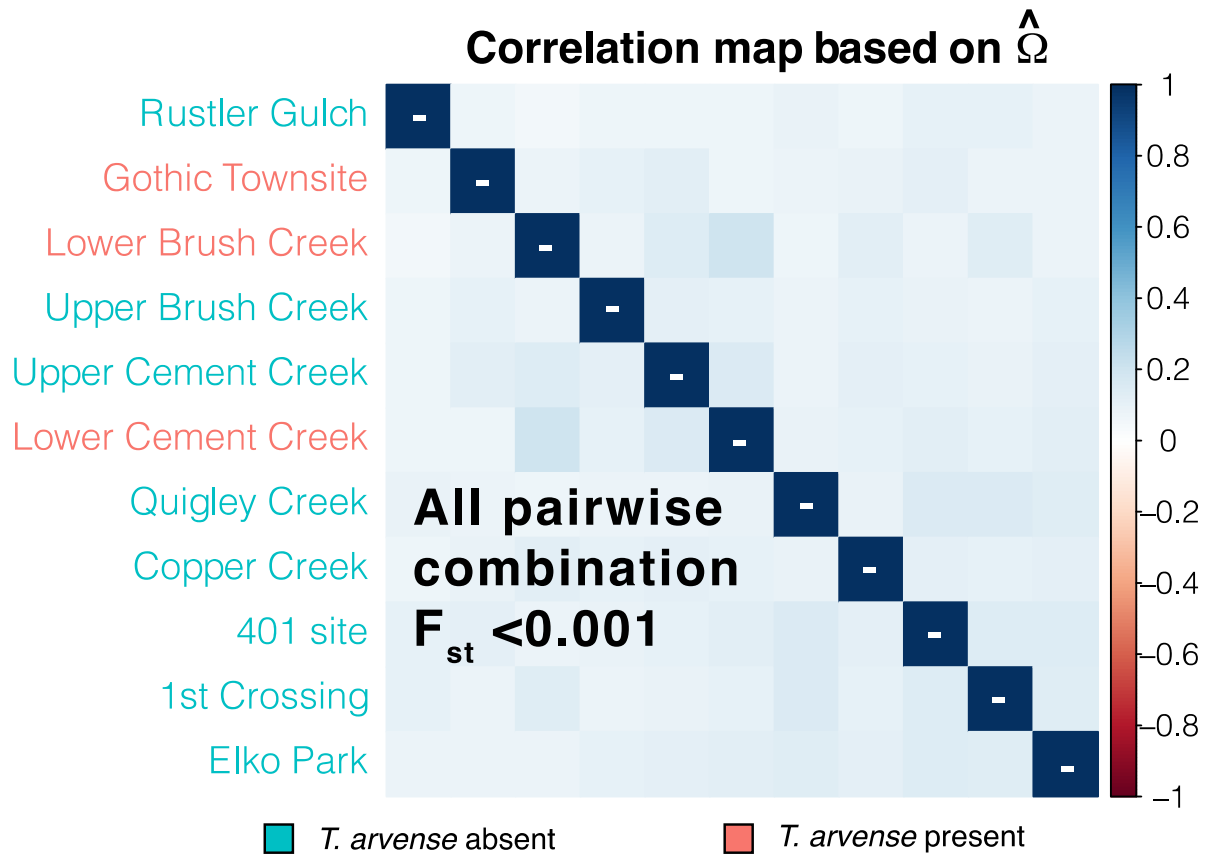 Correlation map based on Ω̂
Rustler Gulch
Gothic Townsite
Lower Brush Creek
Upper Brush Creek
Upper Cement Creek
Lower Cement Creek
Quigley Creek
Copper Creek
401 site
1st Crossing
Elko Park
All pairwise
combination
Fst <0.001
1
0.8
0.6
0.4
0.2
0
−0.2
−0.4
−0.6
−0.8
−1
T. arvense absent
T. arvense present